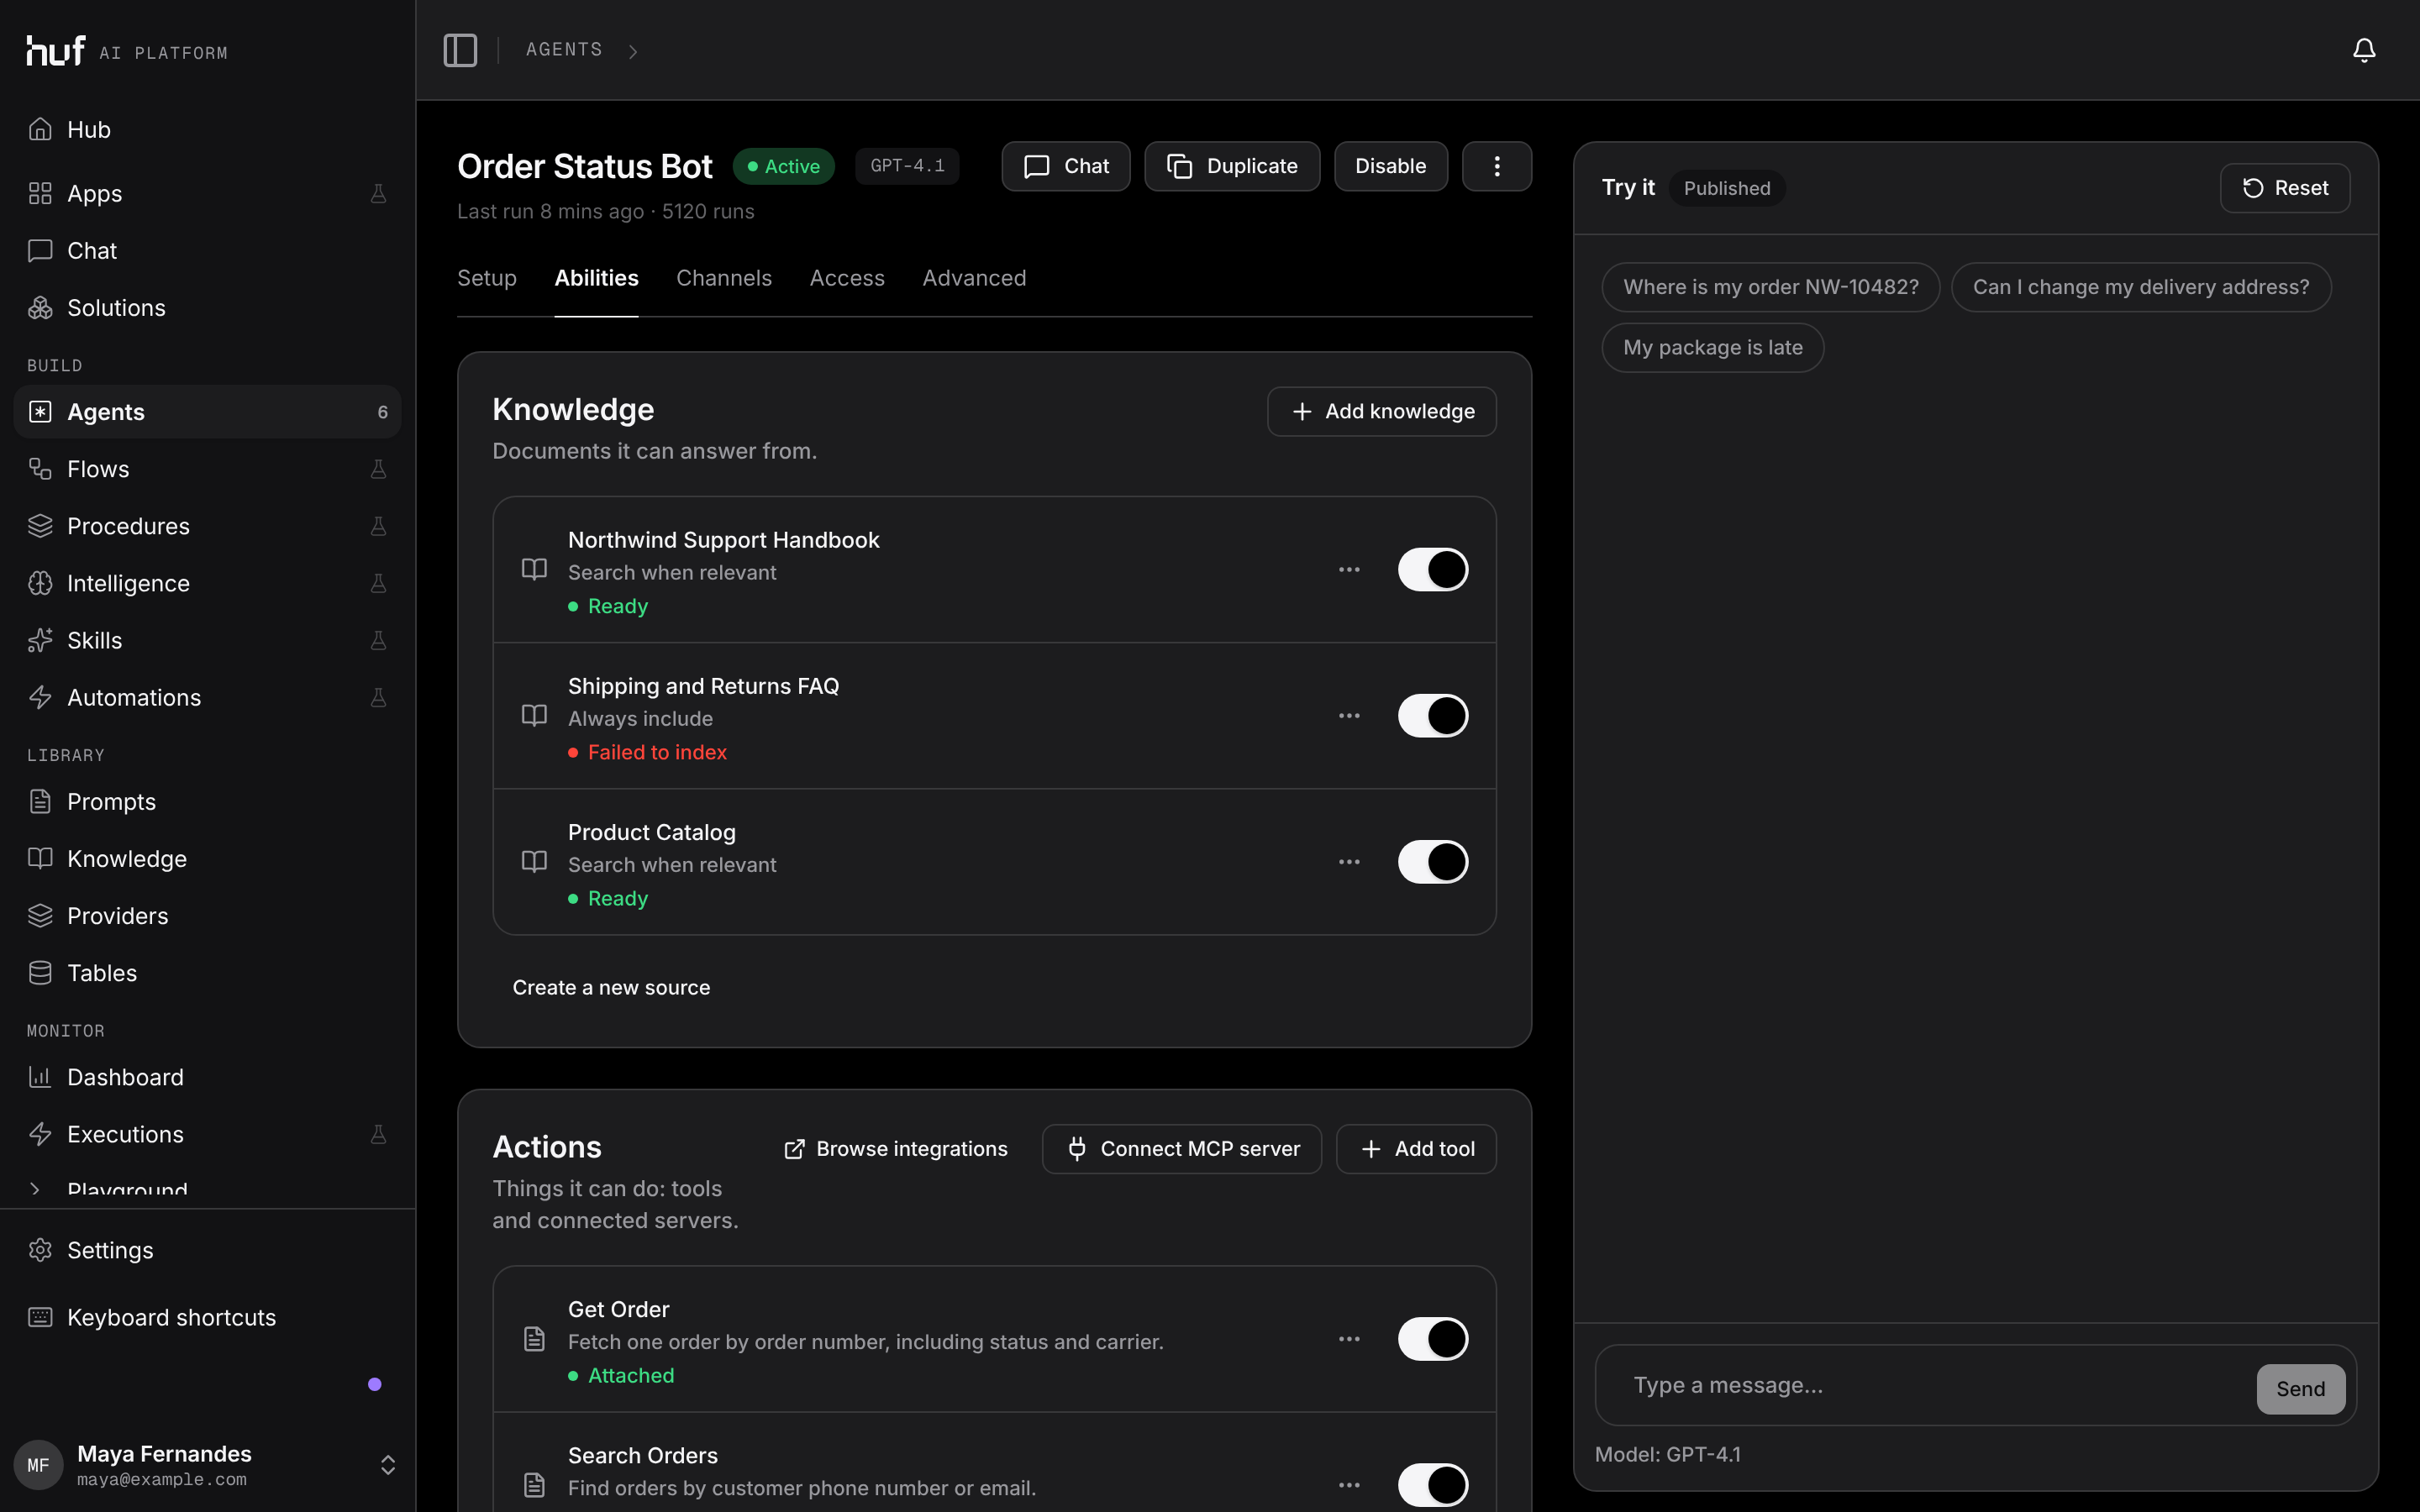 huf AI PLATFORM
Hub
Apps
Chat
Solutions
BUILD
Agents 6
Flows
Procedures
Intelligence
Skills
Automations
LIBRARY
Prompts
Knowledge
Providers
Tables
MONITOR
Dashboard
Executions
Playground
Settings
Keyboard shortcuts
MF
Maya Fernandes
maya@example.com
AGENTS
Order Status Bot Active GPT-4.1 Chat Duplicate Disable
Last run 8 mins ago · 5120 runs
Setup Abilities Channels Access Advanced
Knowledge Add knowledge
Documents it can answer from.
Northwind Support Handbook
Search when relevant
Ready
Shipping and Returns FAQ
Always include
Failed to index
Product Catalog
Search when relevant
Ready
Create a new source
Actions Browse integrations Connect MCP server Add tool
Things it can do: tools
and connected servers.
Get Order
Fetch one order by order number, including status and carrier.
Attached
Search Orders
Find orders by customer phone number or email.
Try it Published Reset
Where is my order NW-10482? Can I change my delivery address?
My package is late
Type a message...
Send
Model: GPT-4.1